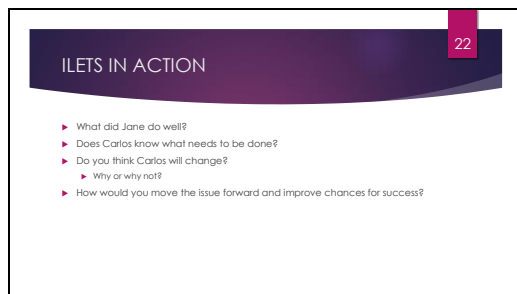 22
ILETS IN ACTION
What did Jane do well?
Does Carlos know what needs to be done?
Do you think Carlos will change?
Why or why not?
How would you move the issue forward and improve chances for success?